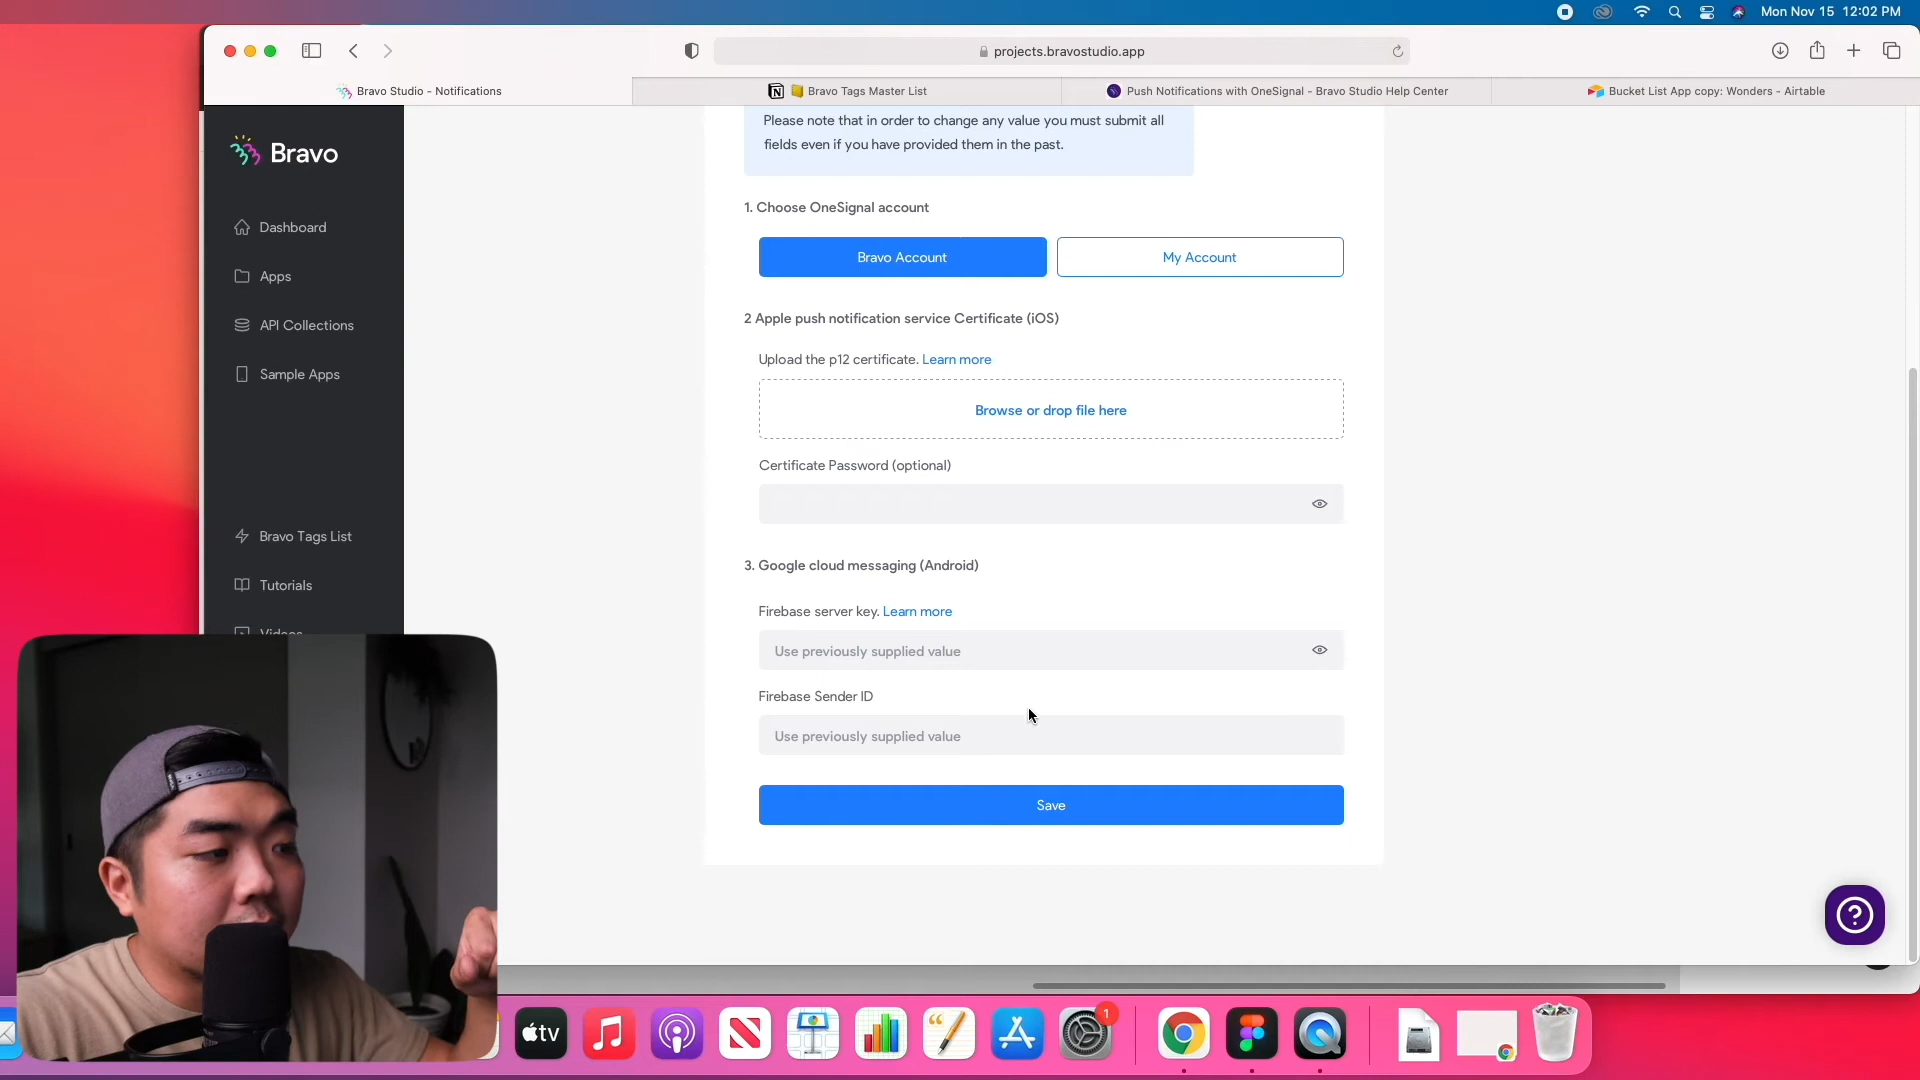 Mon Nov 15 12:02 PM
projects.bravostudio.app
Bravo Studio - Notifications
Bravo Tags Master List
Push Notifications with OneSignal - Bravo Studio Help Center
Bucket List App copy: Wonders - Airtable
Bravo
Dashboard
Apps
API Collections
Sample Apps
Bravo Tags List
Tutorials
Videos
Please note that in order to change any value you must submit all
fields even if you have provided them in the past.
1. Choose OneSignal account
Bravo Account
My Account
2 Apple push notification service Certificate (iOS)
Upload the p12 certificate. Learn more
Browse or drop file here
Certificate Password (optional)
3. Google cloud messaging (Android)
Firebase server key. Learn more
Use previously supplied value
Firebase Sender ID
Use previously supplied value
Save
tv
1